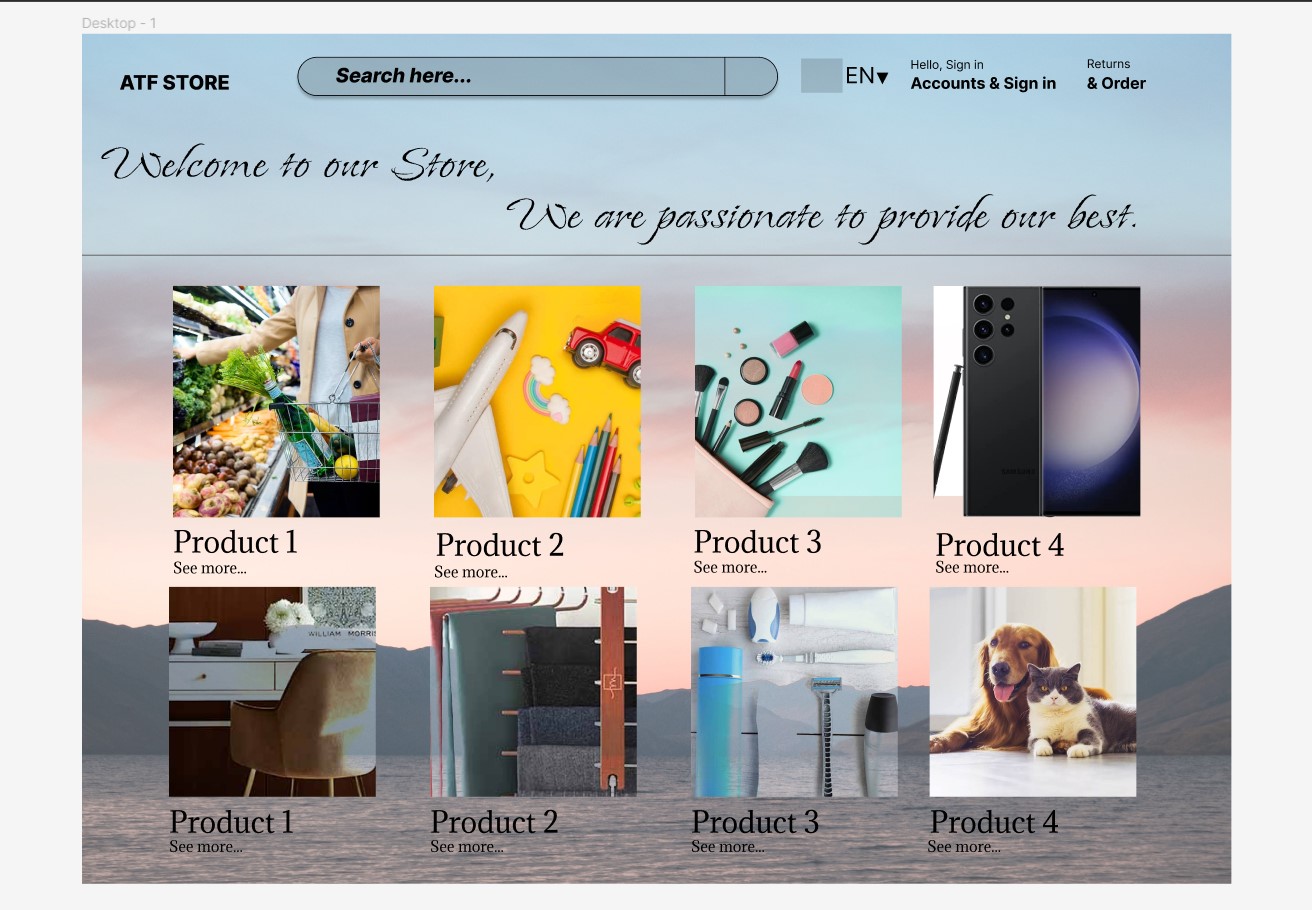 Desktop - 1
ATF STORE
Search here...
EN▾
Hello, Sign in
Accounts & Sign in
Returns
& Order
Welcome to our Store,
We are passionate to provide our best.
SAMSUNG
Product 1
See more...
Product 2
See more...
Product 3
See more...
Product 4
See more...
WILLIAM MORRIS
Product 1
See more...
Product 2
See more...
Product 3
See more...
Product 4
See more...